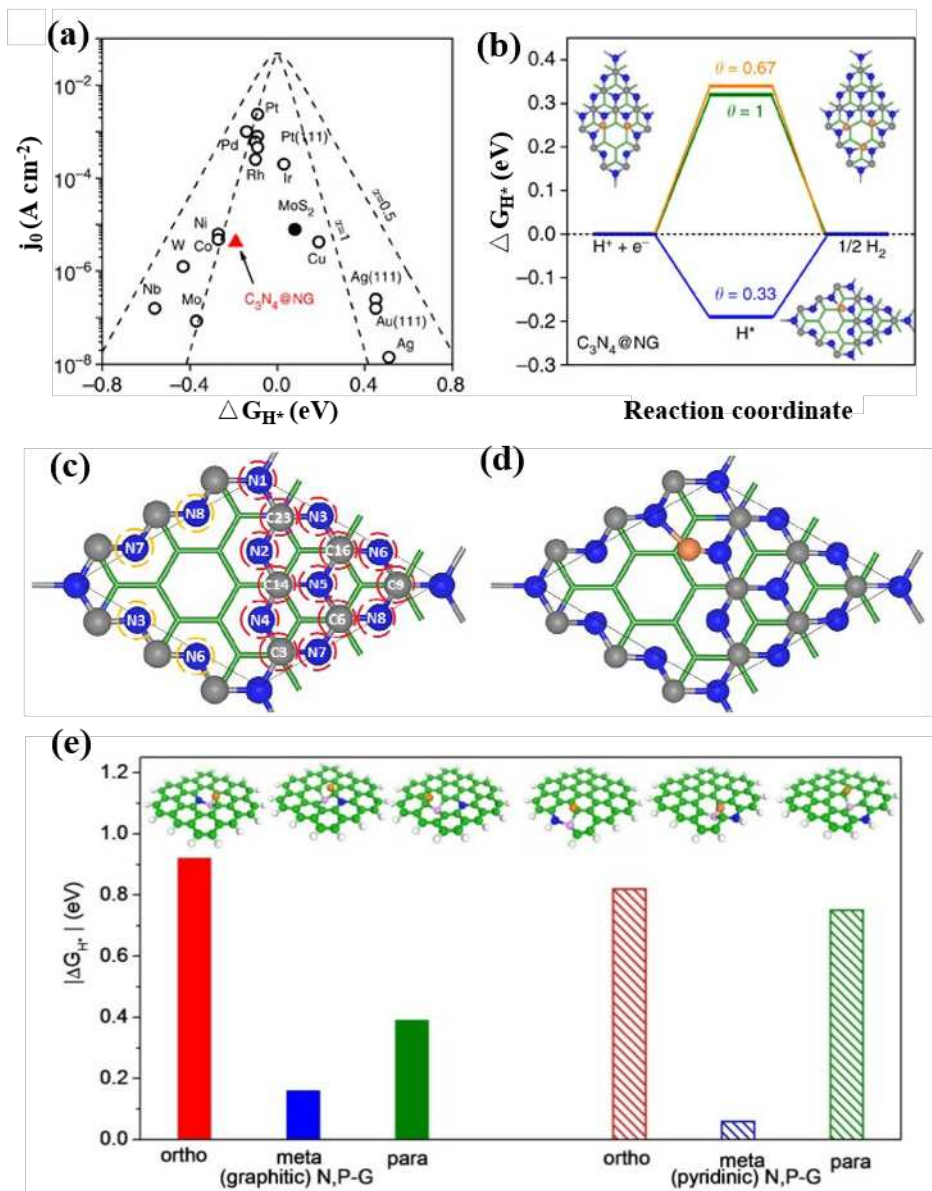 (a)
10⁻²
10⁻⁴
10⁻⁶
10⁻⁸
j₀ (A cm⁻²)
Pt
Pd
Pt(111)
Rh
Ir
MoS₂
Ni
Co
W
Cu
Nb
Mo
C₃N₄@NG
Ag(111)
Au(111)
Ag
α=1
α=0.5
−0.8 −0.4 0.0 0.4 0.8
△ G_H* (eV)
(b)
0.4
0.3
0.2
0.1
0.0
−0.1
−0.2
−0.3
△ G_H* (eV)
θ = 0.67
θ = 1
H⁺ + e⁻
1/2 H₂
θ = 0.33
H*
C₃N₄@NG
Reaction coordinate
(c)
N1
N8 C23 N3
N7 N2 C16 N6
C14 N5 C9
N3 N4 C6 N8
N6 C3 N7
(d)
(e)
1.2
1.0
0.8
0.6
0.4
0.2
0.0
|ΔG_H*| (eV)
ortho meta para ortho meta para
(graphitic) N,P-G (pyridinic) N,P-G